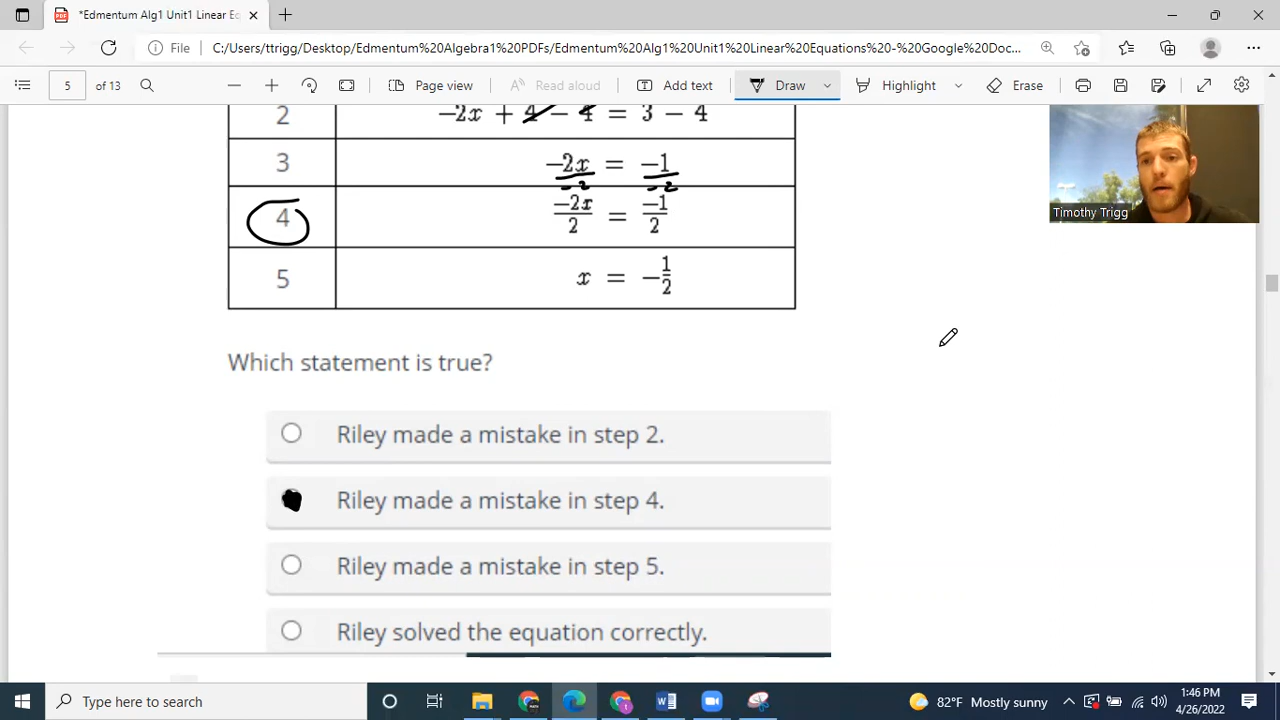 *Edmentum Alg1 Unit1 Linear Eq
File
C:/Users/ttrigg/Desktop/Edmentum%20Algebra1%20PDFs/Edmentum%20Alg1%20Unit1%20Linear%20Equations%20-%20Google%20Doc...
5 of 13
Page view
Read aloud
Add text
Draw
Highlight
Erase
2 −2x + 4 − 4 = 3 − 4
3 −2x = −1
−2 −2
4 −2x/2 = −1/2
5 x = −1/2
Timothy Trigg
Which statement is true?
Riley made a mistake in step 2.
Riley made a mistake in step 4.
Riley made a mistake in step 5.
Riley solved the equation correctly.
Type here to search
82°F Mostly sunny
1:46 PM
4/26/2022